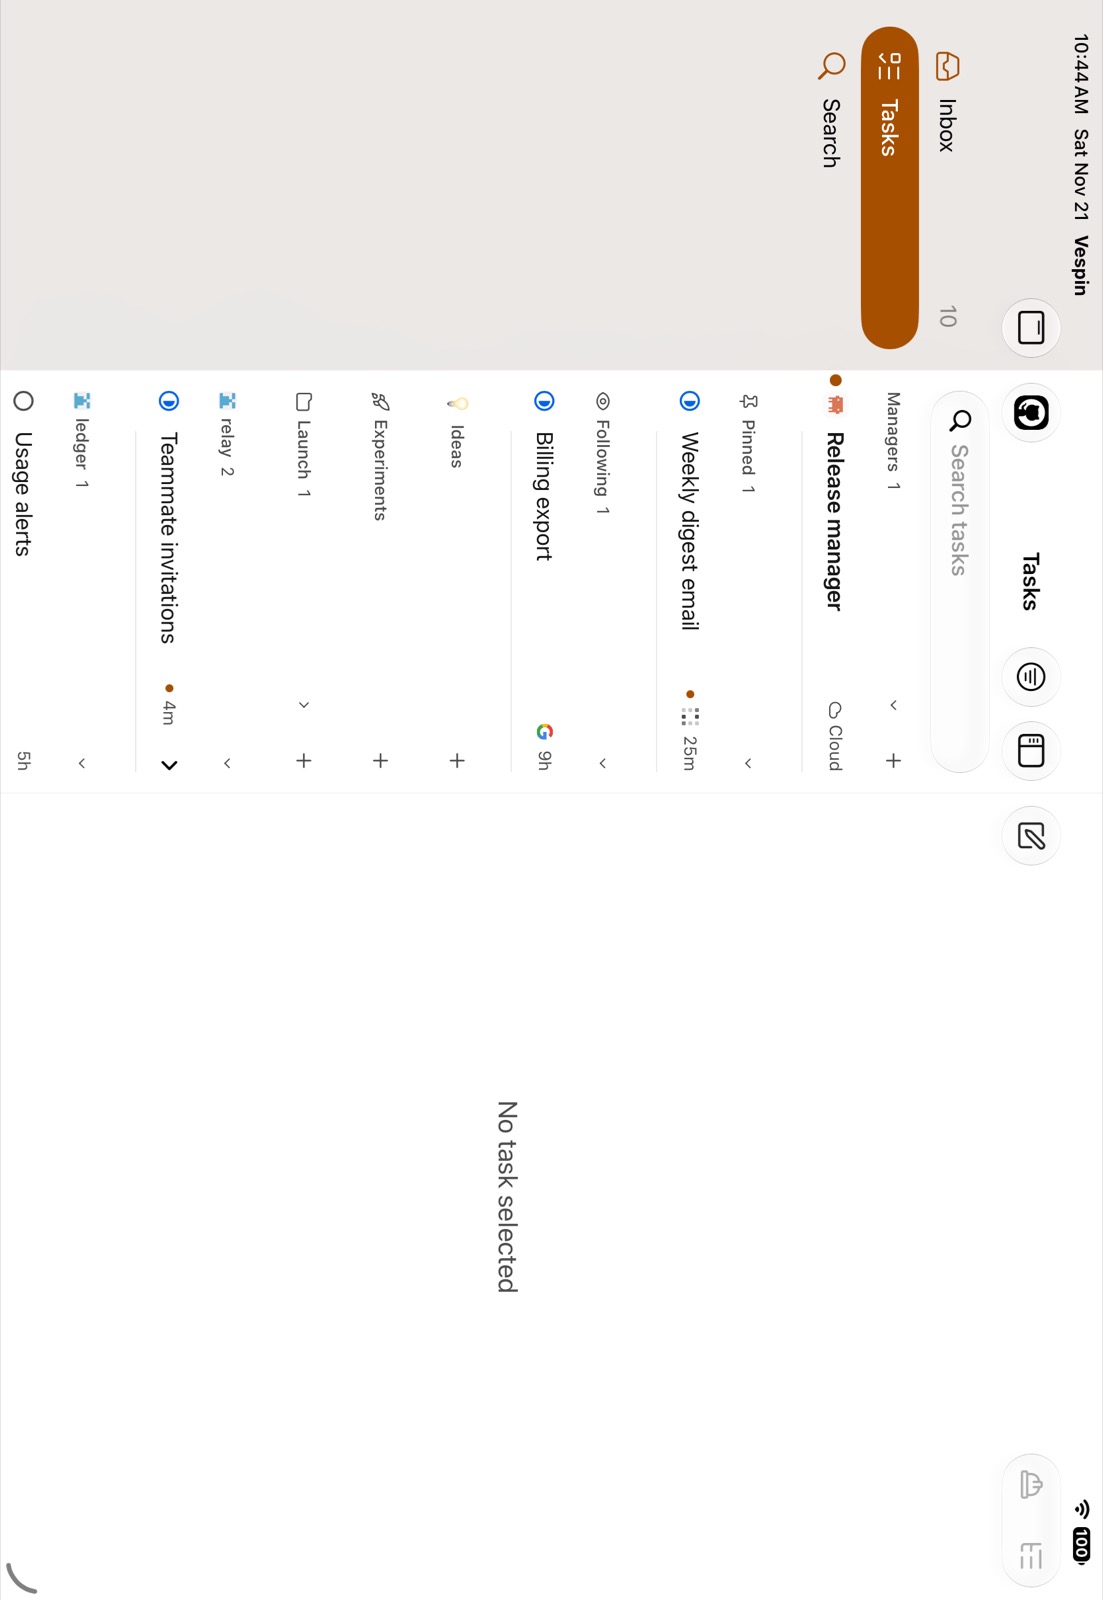 10:44 AM Sat Nov 21 Vespin
100
Inbox 10
Tasks
Search
Tasks
Search tasks
Managers 1
Release manager Cloud
Pinned 1
Weekly digest email 25m
Following 1
Billing export 9h
Ideas
Experiments
Launch 1
relay 2
Teammate invitations 4m
ledger 1
Usage alerts 5h
No task selected